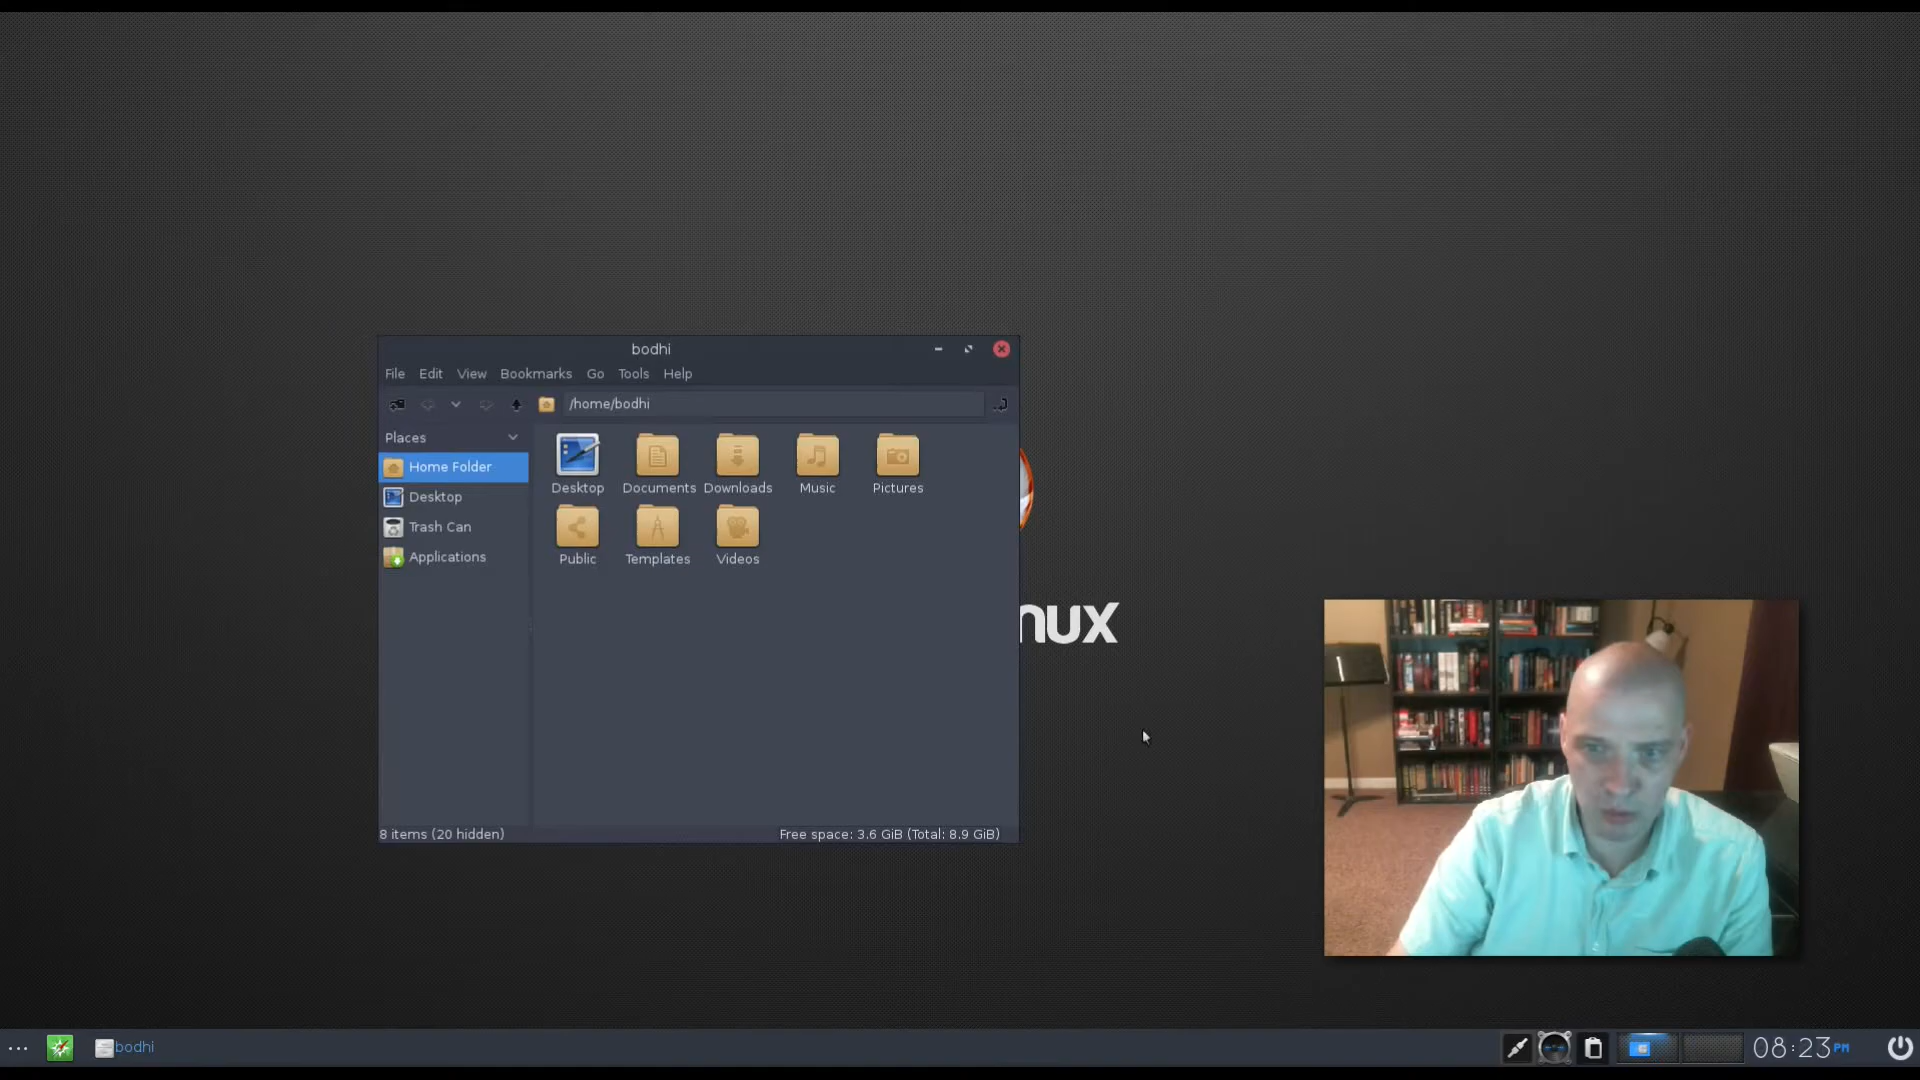 bodhi
File Edit View Bookmarks Go Tools Help
/home/bodhi
Places
Home Folder
Desktop
Trash Can
Applications
Desktop Documents Downloads Music Pictures
Public Templates Videos
8 items (20 hidden) Free space: 3.6 GiB (Total: 8.9 GiB)
nux
bodhi
08:23 PM